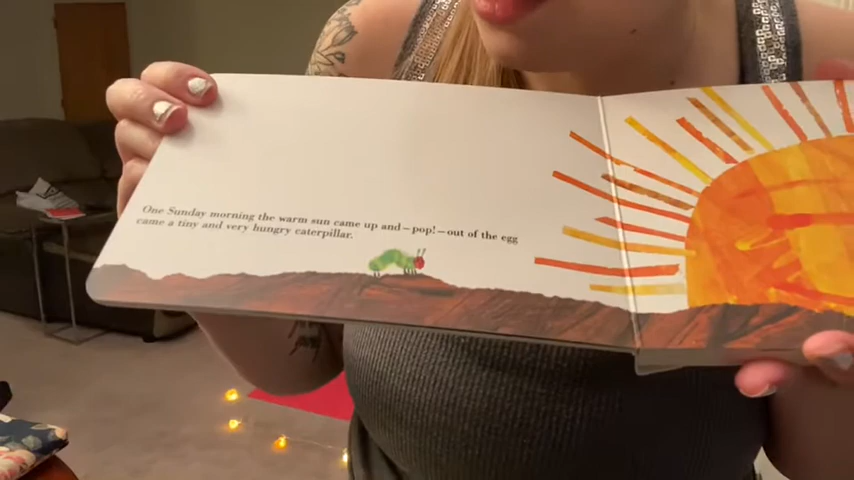 One Sunday morning the warm sun came up and—pop!—out of the egg
came a tiny and very hungry caterpillar.